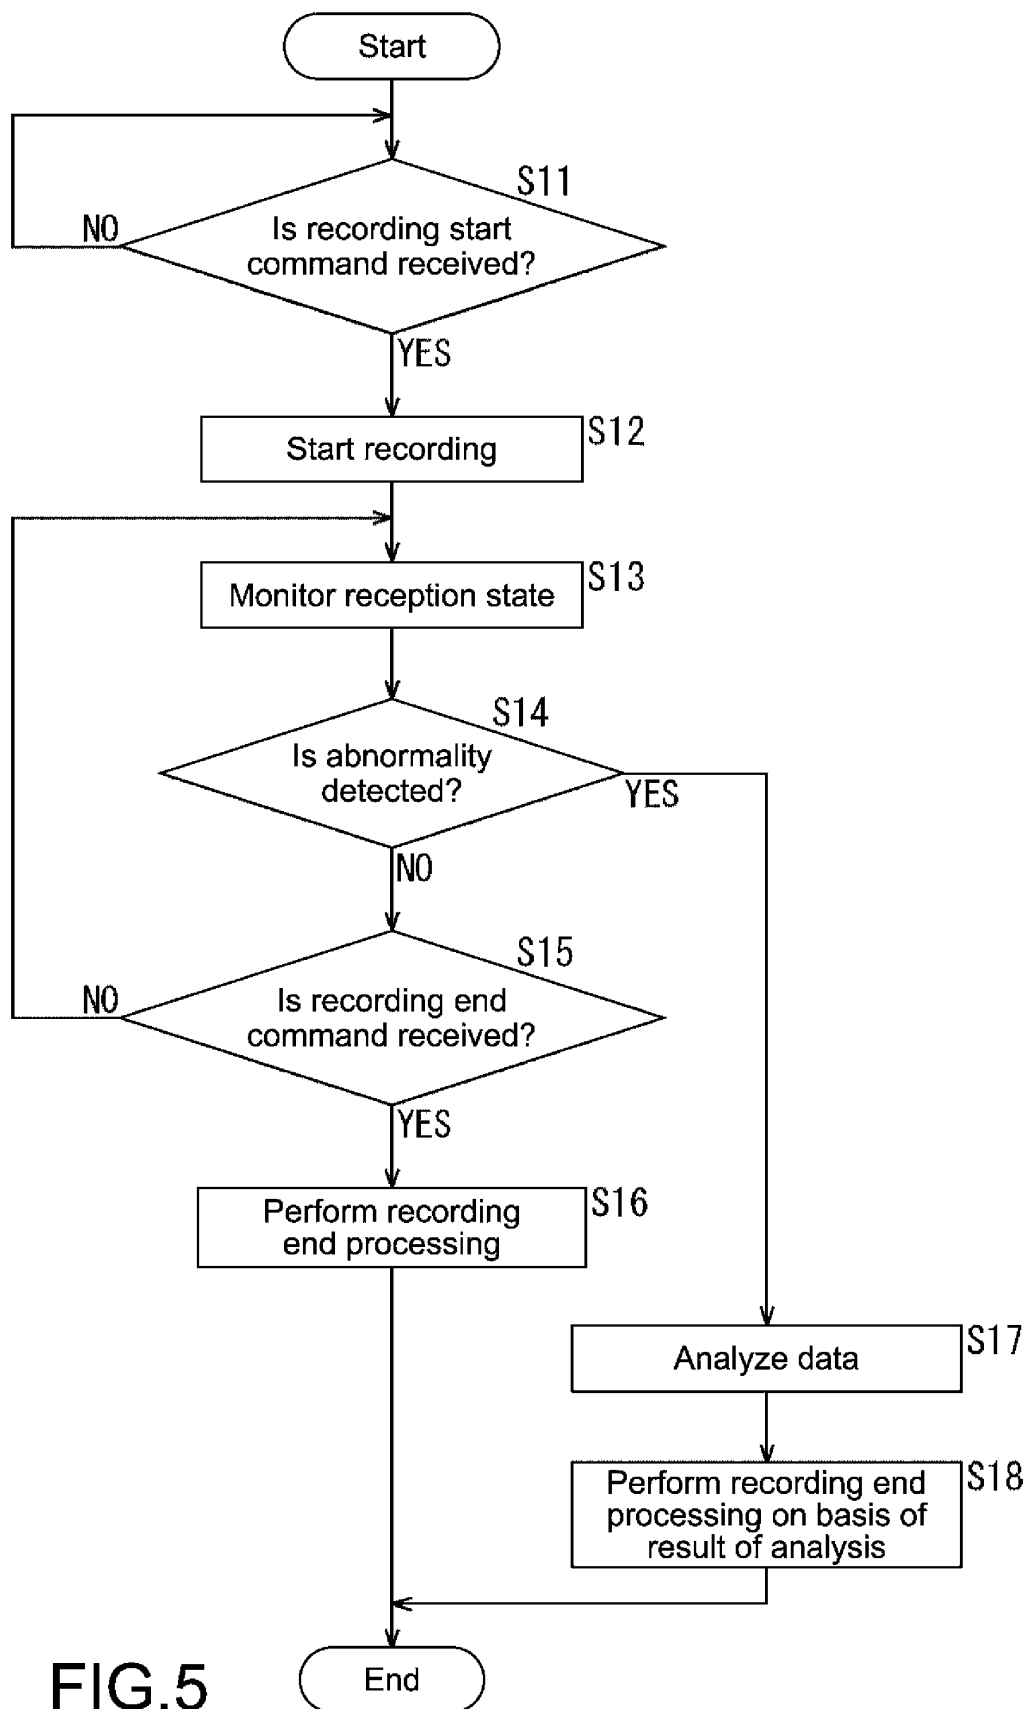 Start
S11
NO
Is recording start
command received?
YES
S12
Start recording
S13
Monitor reception state
S14
Is abnormality
detected?
YES
NO
S15
NO
Is recording end
command received?
YES
S16
Perform recording
end processing
S17
Analyze data
S18
Perform recording end
processing on basis of
result of analysis
End
FIG.5